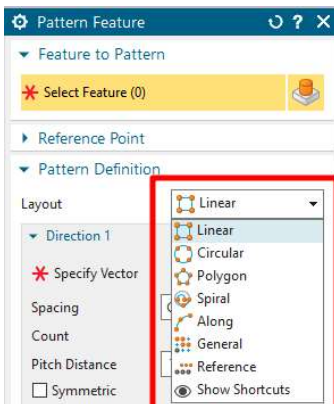 Pattern Feature
Feature to Pattern
Select Feature (0)
Reference Point
Pattern Definition
Layout Linear
Direction 1 Linear
Circular
Specify Vector Polygon
Spacing Spiral
Count Along
General
Pitch Distance Reference
Symmetric Show Shortcuts